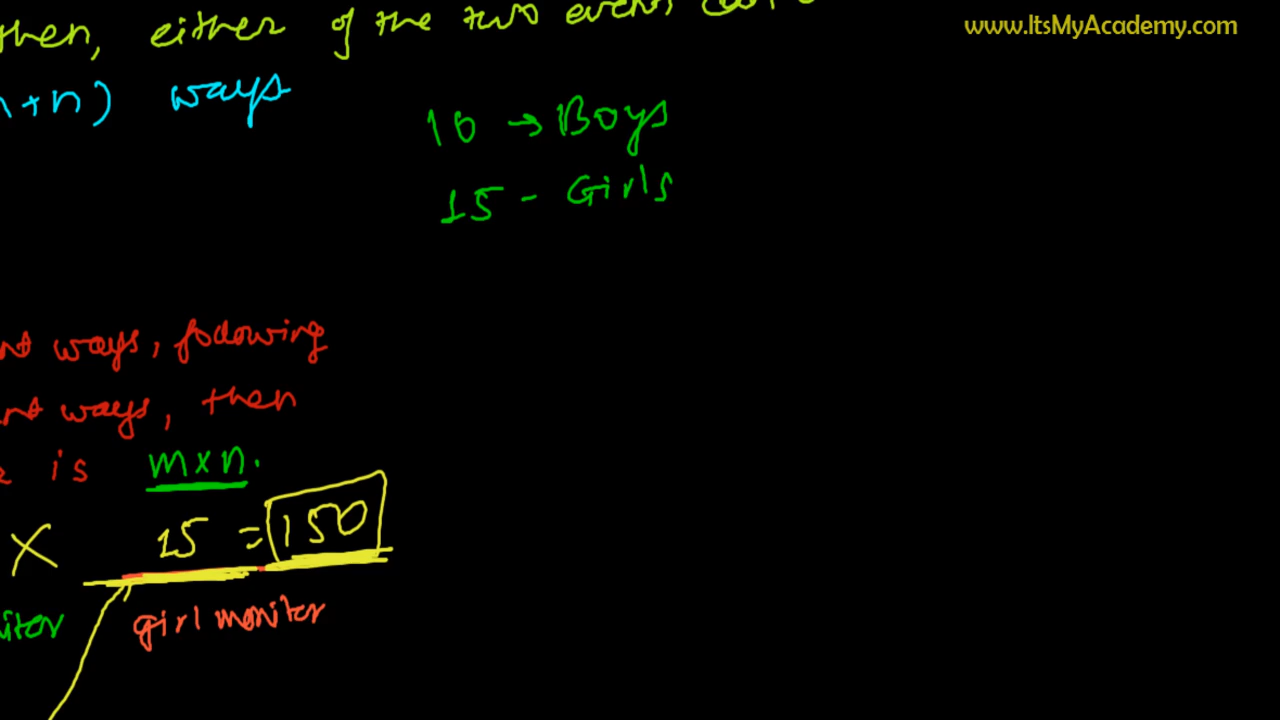 www.ItsMyAcademy.com
then, either of the two events
+n) ways
10 → Boys
15 - Girls
ways, following
ways, then
is m×n.
× 15 = 150
girl monitor